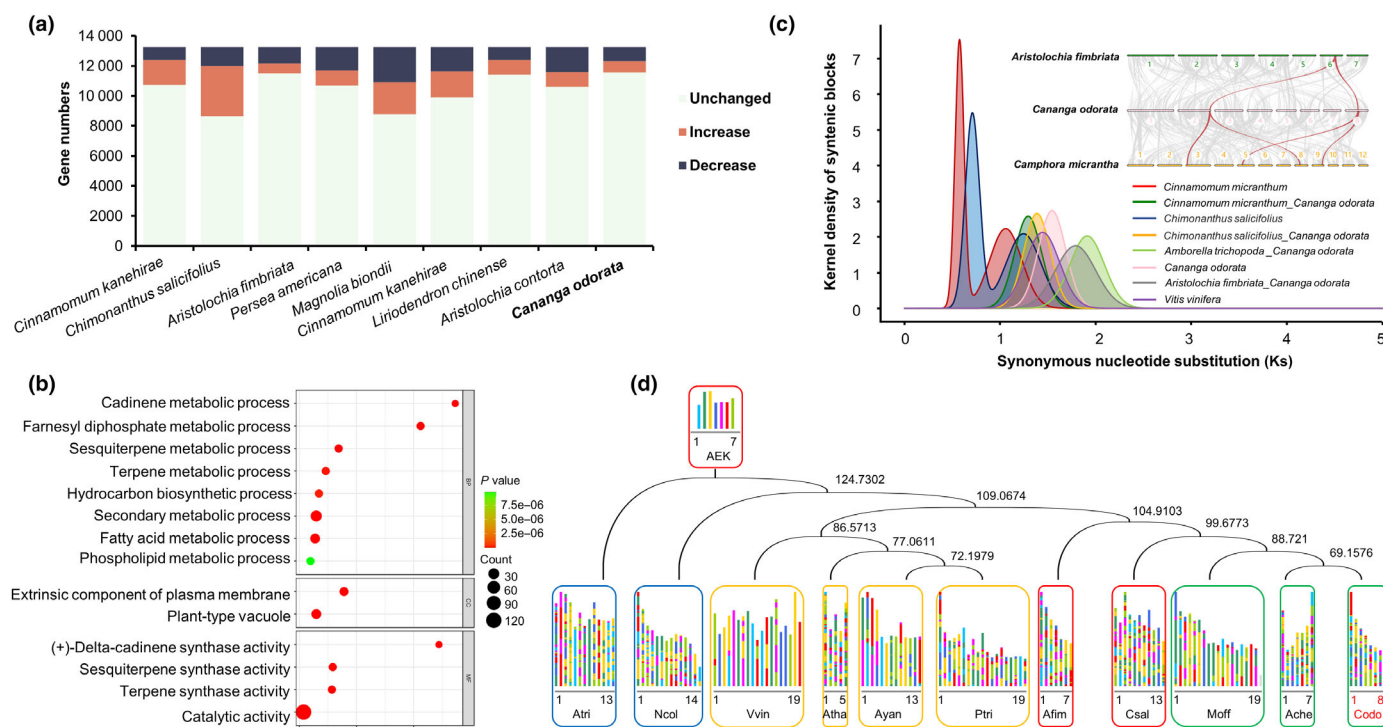 (a)
14 000
12 000
10 000
8000
6000
4000
2000
0
Gene numbers
Unchanged
Increase
Decrease
Cinnamomum kanehirae
Chimonanthus salicifolius
Aristolochia fimbriata
Persea americana
Magnolia biondii
Cinnamomum kanehirae
Liriodendron chinense
Aristolochia contorta
Cananga odorata
(c)
7
6
5
4
3
2
1
0
Kernel density of syntenic blocks
0 1 2 3 4 5
Synonymous nucleotide substitution (Ks)
Aristolochia fimbriata
1 2 3 4 5 6 7
Cananga odorata
Camphora micrantha
1 2 3 4 5 6 7 8 9 10 11 12
Cinnamomum micranthum
Cinnamomum micranthum_Cananga odorata
Chimonanthus salicifolius
Chimonanthus salicifolius_Cananga odorata
Amborella trichopoda_Cananga odorata
Cananga odorata
Aristolochia fimbriata_Cananga odorata
Vitis vinifera
(b)
Cadinene metabolic process
Farnesyl diphosphate metabolic process
Sesquiterpene metabolic process
Terpene metabolic process
Hydrocarbon biosynthetic process
Secondary metabolic process
Fatty acid metabolic process
Phospholipid metabolic process
BP
Extrinsic component of plasma membrane
Plant-type vacuole
CC
(+)-Delta-cadinene synthase activity
Sesquiterpene synthase activity
Terpene synthase activity
Catalytic activity
MF
P value
7.5e−06
5.0e−06
2.5e−06
Count
30
60
90
120
(d)
1 7
AEK
124.7302
109.0674
86.5713
104.9103
77.0611
99.6773
72.1979
88.721
69.1576
1 13
Atri
1 14
Ncol
1 19
Vvin
1 5
Atha
1 13
Ayan
1 19
Ptri
1 7
Afim
1 13
Csal
1 19
Moff
1 7
Ache
1 8
Codo